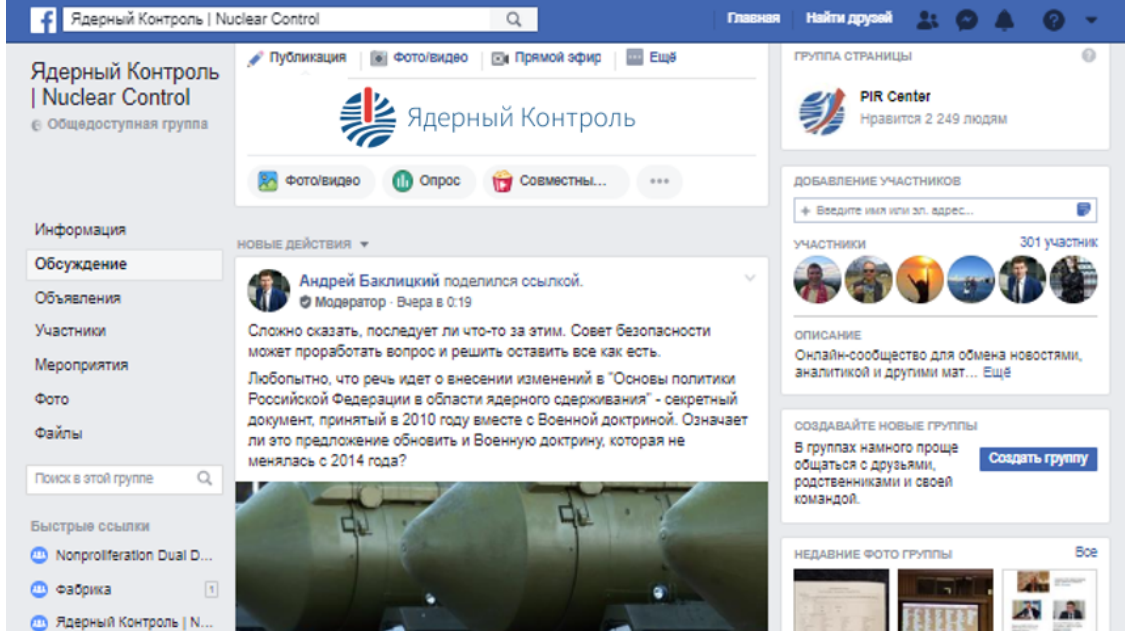 Ядерный Контроль | Nuclear Control
Главная
Найти друзей
Ядерный Контроль
| Nuclear Control
Общедоступная группа
Информация
Обсуждение
Объявления
Участники
Мероприятия
Фото
Файлы
Поиск в этой группе
Быстрые ссылки
Nonproliferation Dual D...
Фабрика
1
Ядерный Контроль | N...
Публикация
Фото/видео
Прямой эфир
Ещё
Ядерный Контроль
Фото/видео
Опрос
Совместны...
НОВЫЕ ДЕЙСТВИЯ
Андрей Баклицкий поделился ссылкой.
Модератор · Вчера в 0:19
Сложно сказать, последует ли что-то за этим. Совет безопасности
может проработать вопрос и решить оставить все как есть.
Любопытно, что речь идет о внесении изменений в "Основы политики
Российской Федерации в области ядерного сдерживания" - секретный
документ, принятый в 2010 году вместе с Военной доктриной. Означает
ли это предложение обновить и Военную доктрину, которая не
менялась с 2014 года?
ГРУППА СТРАНИЦЫ
PIR Center
Нравится 2 249 людям
ДОБАВЛЕНИЕ УЧАСТНИКОВ
+ Введите имя или эл. адрес...
УЧАСТНИКИ
301 участник
ОПИСАНИЕ
Онлайн-сообщество для обмена новостями,
аналитикой и другими мат... Ещё
СОЗДАВАЙТЕ НОВЫЕ ГРУППЫ
В группах намного проще
общаться с друзьями,
родственниками и своей
командой.
Создать группу
НЕДАВНИЕ ФОТО ГРУППЫ
Все